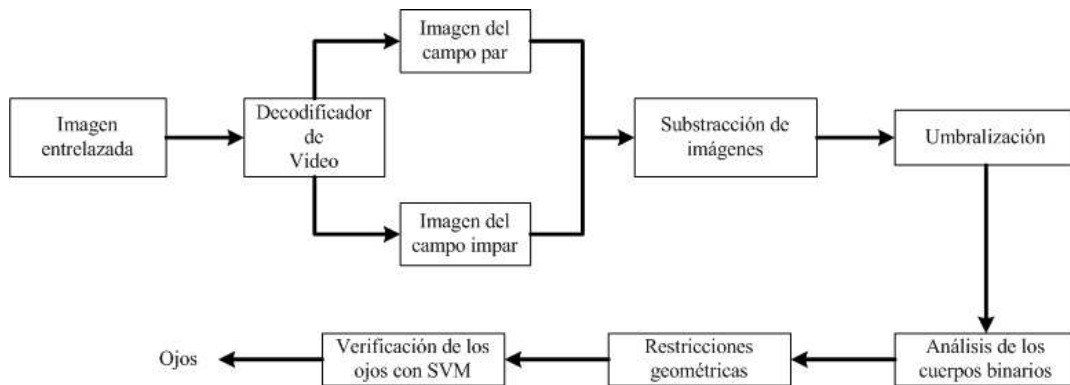 Imagen
entrelazada
Decodificador
de
Vídeo
Imagen del
campo par
Imagen del
campo impar
Substracción de
imágenes
Umbralización
Análisis de los
cuerpos binarios
Restricciones
geométricas
Verificación de los
ojos con SVM
Ojos